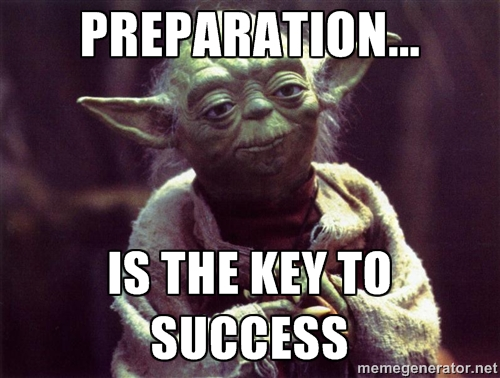 PREPARATION...
IS THE KEY TO
SUCCESS
memegenerator.net